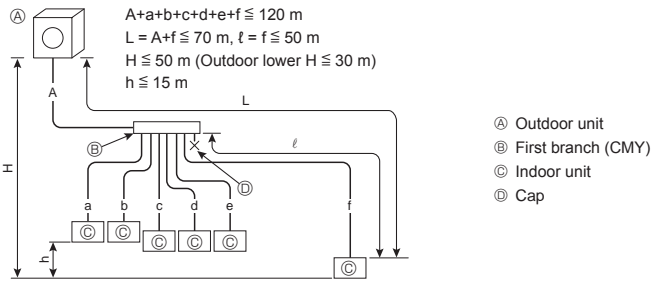 Ⓐ
A+a+b+c+d+e+f ≦ 120 m
L = A+f ≦ 70 m, ℓ = f ≦ 50 m
H ≦ 50 m (Outdoor lower H ≦ 30 m)
h ≦ 15 m
A
L
H
Ⓑ
ℓ
Ⓓ
a b c d e f
Ⓒ Ⓒ Ⓒ Ⓒ Ⓒ
h
Ⓒ
Ⓐ Outdoor unit
Ⓑ First branch (CMY)
Ⓒ Indoor unit
Ⓓ Cap